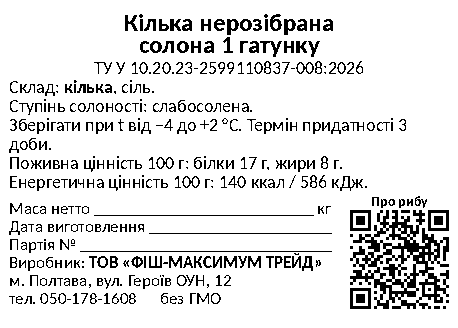 Кілька нерозібрана
солона 1 гатунку
ТУ У 10.20.23-2599110837-008:2026
Склад: кілька, сіль.
Ступінь солоності: слабосолена.
Зберігати при t від −4 до +2 °C. Термін придатності 3
доби.
Поживна цінність 100 г: білки 17 г, жири 8 г.
Енергетична цінність 100 г: 140 ккал / 586 кДж.
Про рибу
Маса нетто ____________________________ кг
Дата виготовлення ______________________
Партія № ______________________________
Виробник: ТОВ «ФІШ-МАКСИМУМ ТРЕЙД»
м. Полтава, вул. Героїв ОУН, 12
тел. 050-178-1608 без ГМО